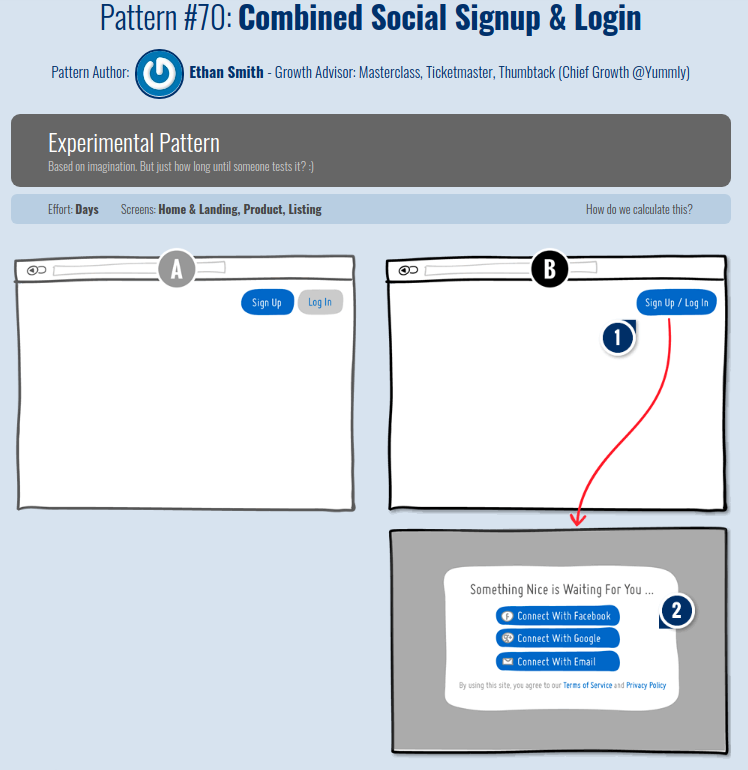 Pattern #70: Combined Social Signup & Login
Pattern Author: Ethan Smith - Growth Advisor: Masterclass, Ticketmaster, Thumbtack (Chief Growth @Yummly)
Experimental Pattern
Based on imagination. But just how long until someone tests it? :)
Effort: Days Screens: Home & Landing, Product, Listing How do we calculate this?
A
Sign Up Log In
B
Sign Up / Log In
1
Something Nice is Waiting For You ...
2
f Connect With Facebook
Connect With Google
Connect With Email
By using this site, you agree to our Terms of Service and Privacy Policy